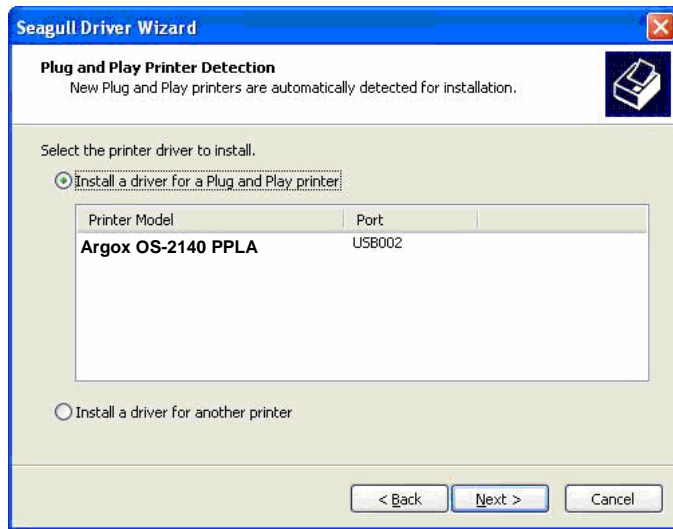 Seagull Driver Wizard
Plug and Play Printer Detection
New Plug and Play printers are automatically detected for installation.
Select the printer driver to install.
Install a driver for a Plug and Play printer
Printer Model Port
Argox OS-2140 PPLA USB002
Install a driver for another printer
< Back Next > Cancel